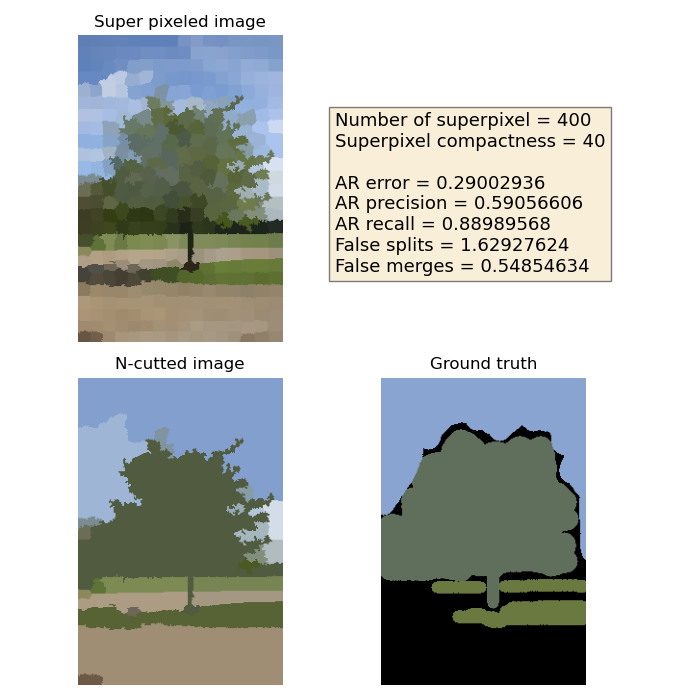 Super pixeled image
Number of superpixel = 400
Superpixel compactness = 40
AR error = 0.29002936
AR precision = 0.59056606
AR recall = 0.88989568
False splits = 1.62927624
False merges = 0.54854634
N-cutted image
Ground truth